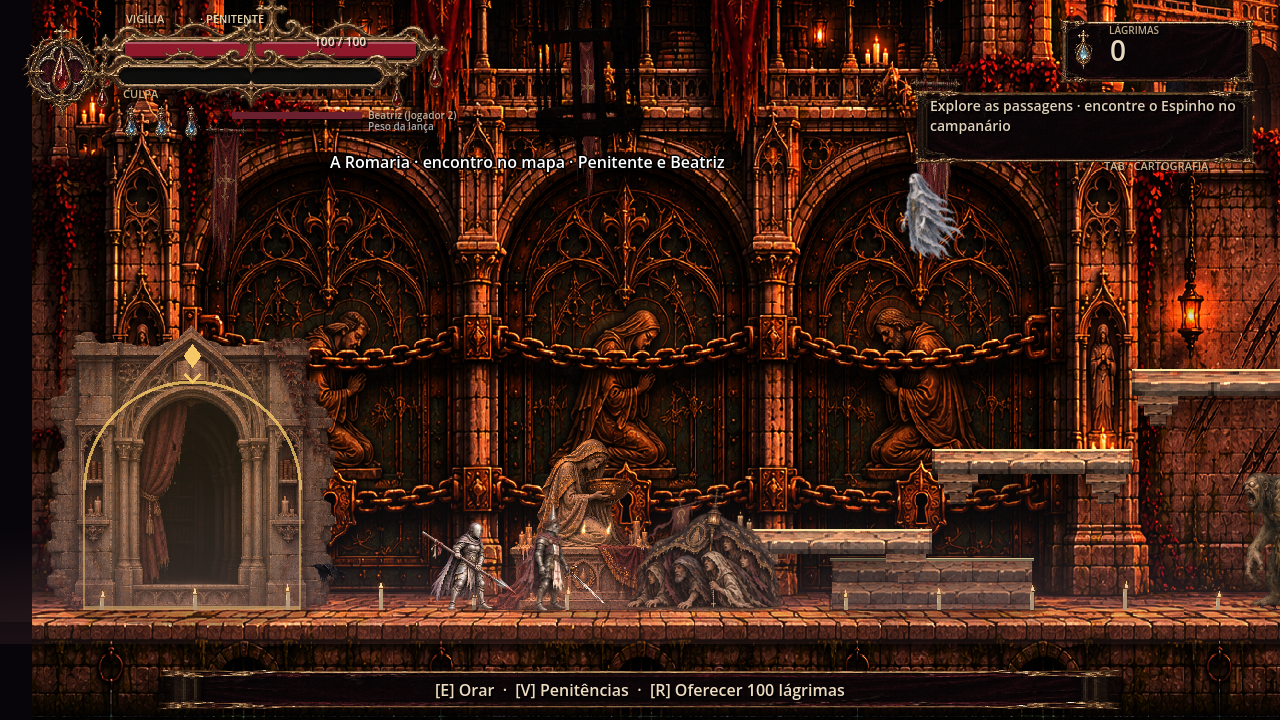 VIGÍLIA · PENITENTE
100 / 100
CULPA
Beatriz (Jogador 2)
Peso da lança
LÁGRIMAS
0
Explore as passagens · encontre o Espinho no
campanário
TAB · CARTOGRAFIA
A Romaria · encontro no mapa · Penitente e Beatriz
[E] Orar · [V] Penitências · [R] Oferecer 100 lágrimas